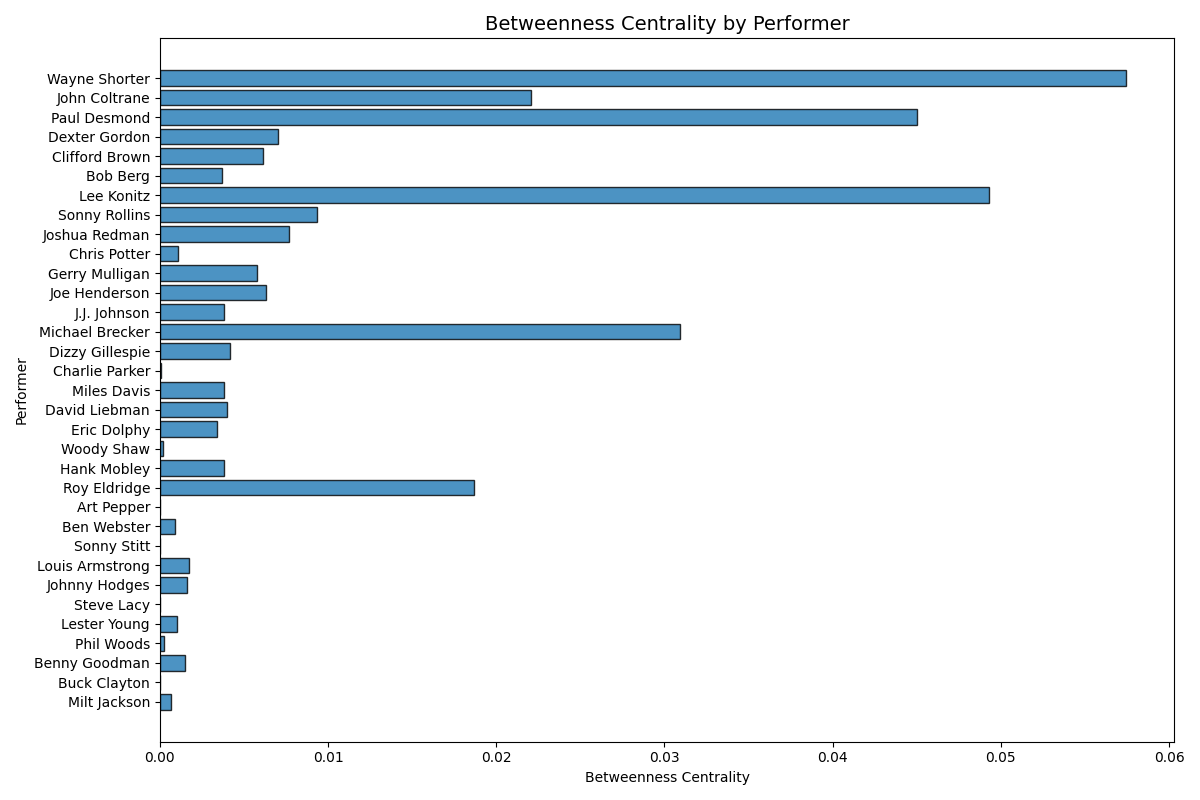 Betweenness Centrality by Performer
Wayne Shorter
John Coltrane
Paul Desmond
Dexter Gordon
Clifford Brown
Bob Berg
Lee Konitz
Sonny Rollins
Joshua Redman
Chris Potter
Gerry Mulligan
Joe Henderson
J.J. Johnson
Michael Brecker
Dizzy Gillespie
Charlie Parker
Miles Davis
David Liebman
Eric Dolphy
Woody Shaw
Hank Mobley
Roy Eldridge
Art Pepper
Ben Webster
Sonny Stitt
Louis Armstrong
Johnny Hodges
Steve Lacy
Lester Young
Phil Woods
Benny Goodman
Buck Clayton
Milt Jackson
Performer
0.00 0.01 0.02 0.03 0.04 0.05 0.06
Betweenness Centrality